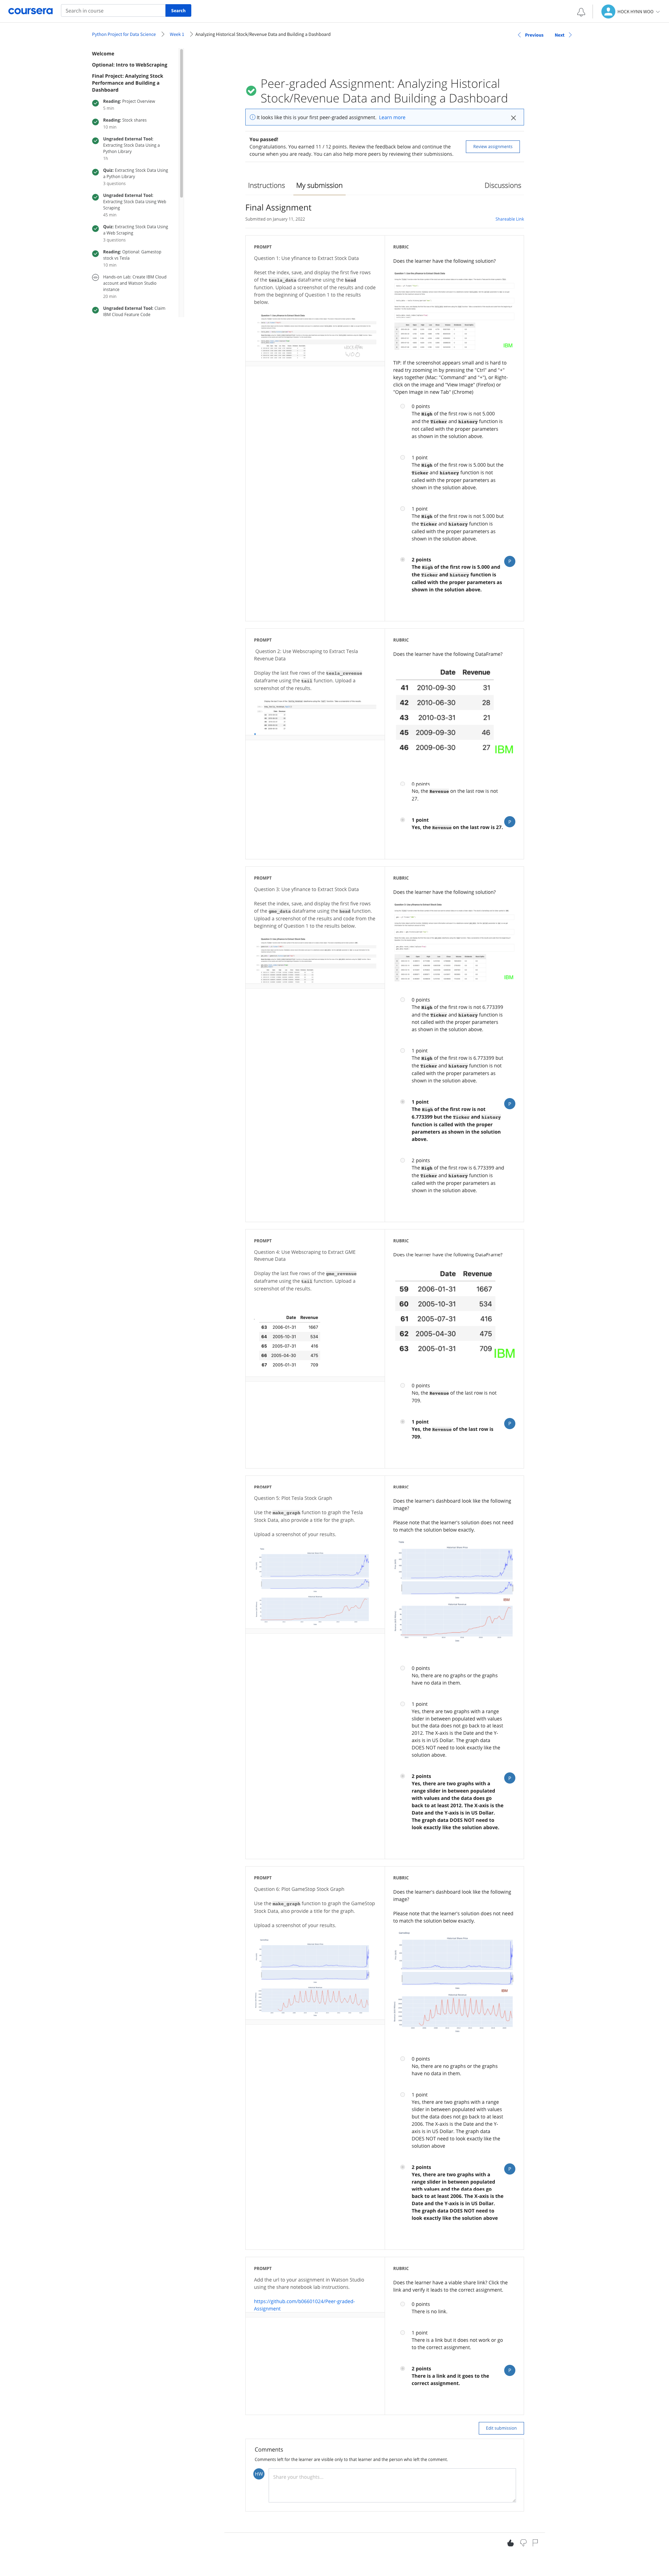 coursera
Search in course
Search
HOCK HYNN WOO
Python Project for Data Science
Week 1
Analyzing Historical Stock/Revenue Data and Building a Dashboard
Previous
Next
Welcome
Optional: Intro to WebScraping
Final Project: Analyzing Stock
Performance and Building a
Dashboard
Reading: Project Overview
5 min
Reading: Stock shares
10 min
Ungraded External Tool:
Extracting Stock Data Using a
Python Library
1h
Quiz: Extracting Stock Data Using
a Python Library
3 questions
Ungraded External Tool:
Extracting Stock Data Using Web
Scraping
45 min
Quiz: Extracting Stock Data Using
a Web Scraping
3 questions
Reading: Optional: Gamestop
stock vs Tesla
10 min
Hands-on Lab: Create IBM Cloud
account and Watson Studio
instance
20 min
Ungraded External Tool: Claim
IBM Cloud Feature Code
Peer-graded Assignment: Analyzing Historical
Stock/Revenue Data and Building a Dashboard
It looks like this is your first peer-graded assignment. Learn more
You passed!
Congratulations. You earned 11 / 12 points. Review the feedback below and continue the
course when you are ready. You can also help more peers by reviewing their submissions.
Review assignments
Instructions
My submission
Discussions
Final Assignment
Submitted on January 11, 2022
Shareable Link
PROMPT
Question 1: Use yfinance to Extract Stock Data
Reset the index, save, and display the first five rows
of the tesla_data dataframe using the head
function. Upload a screenshot of the results and code
from the beginning of Question 1 to the results
below.
RUBRIC
Does the learner have the following solution?
IBM
TIP: If the screenshot appears small and is hard to
read try zooming in by pressing the "Ctrl" and "+"
keys together (Mac: "Command" and "+"), or Right-
click on the image and "View Image" (Firefox) or
"Open image in new Tab" (Chrome)
0 points
The High of the first row is not 5.000
and the Ticker and history function is
not called with the proper parameters
as shown in the solution above.
1 point
The High of the first row is 5.000 but the
Ticker and history function is not
called with the proper parameters as
shown in the solution above.
1 point
The High of the first row is not 5.000 but
the Ticker and history function is
called with the proper parameters as
shown in the solution above.
2 points
The High of the first row is 5.000 and
the Ticker and history function is
called with the proper parameters as
shown in the solution above.
P
PROMPT
Question 2: Use Webscraping to Extract Tesla
Revenue Data
Display the last five rows of the tesla_revenue
dataframe using the tail function. Upload a
screenshot of the results.
RUBRIC
Does the learner have the following DataFrame?
Date Revenue
41 2010-09-30 31
42 2010-06-30 28
43 2010-03-31 21
45 2009-09-30 46
46 2009-06-30 27
IBM
0 points
No, the Revenue on the last row is not
27.
1 point
Yes, the Revenue on the last row is 27.
P
PROMPT
Question 3: Use yfinance to Extract Stock Data
Reset the index, save, and display the first five rows
of the gme_data dataframe using the head function.
Upload a screenshot of the results and code from the
beginning of Question 1 to the results below.
RUBRIC
Does the learner have the following solution?
IBM
0 points
The High of the first row is not 6.773399
and the Ticker and history function is
not called with the proper parameters
as shown in the solution above.
1 point
The High of the first row is 6.773399 but
the Ticker and history function is not
called with the proper parameters as
shown in the solution above.
1 point
The High of the first row is not
6.773399 but the Ticker and history
function is called with the proper
parameters as shown in the solution
above.
P
2 points
The High of the first row is 6.773399 and
the Ticker and history function is
called with the proper parameters as
shown in the solution above.
PROMPT
Question 4: Use Webscraping to Extract GME
Revenue Data
Display the last five rows of the gme_revenue
dataframe using the tail function. Upload a
screenshot of the results.
Date Revenue
63 2006-01-31 1667
64 2005-10-31 534
65 2005-07-31 416
66 2005-04-30 475
67 2005-01-31 709
RUBRIC
Does the learner have the following DataFrame?
Date Revenue
59 2006-01-31 1667
60 2005-10-31 534
61 2005-07-31 416
62 2005-04-30 475
63 2005-01-31 709
IBM
0 points
No, the Revenue of the last row is not
709.
1 point
Yes, the Revenue of the last row is
709.
P
PROMPT
Question 5: Plot Tesla Stock Graph
Use the make_graph function to graph the Tesla
Stock Data, also provide a title for the graph.
Upload a screenshot of your results.
RUBRIC
Does the learner's dashboard look like the following
image?
Please note that the learner's solution does not need
to match the solution below exactly.
0 points
No, there are no graphs or the graphs
have no data in them.
1 point
Yes, there are two graphs with a range
slider in between populated with values
but the data does not go back to at least
2012. The X-axis is the Date and the Y-
axis is in US Dollar. The graph data
DOES NOT need to look exactly like the
solution above.
2 points
Yes, there are two graphs with a
range slider in between populated
with values and the data does go
back to at least 2012. The X-axis is the
Date and the Y-axis is in US Dollar.
The graph data DOES NOT need to
look exactly like the solution above.
P
PROMPT
Question 6: Plot GameStop Stock Graph
Use the make_graph function to graph the GameStop
Stock Data, also provide a title for the graph.
Upload a screenshot of your results.
RUBRIC
Does the learner's dashboard look like the following
image?
Please note that the learner's solution does not need
to match the solution below exactly.
0 points
No, there are no graphs or the graphs
have no data in them.
1 point
Yes, there are two graphs with a range
slider in between populated with values
but the data does not go back to at least
2006. The X-axis is the Date and the Y-
axis is in US Dollar. The graph data
DOES NOT need to look exactly like the
solution above
2 points
Yes, there are two graphs with a
range slider in between populated
with values and the data does go
back to at least 2006. The X-axis is the
Date and the Y-axis is in US Dollar.
The graph data DOES NOT need to
look exactly like the solution above
P
PROMPT
Add the url to your assignment in Watson Studio
using the share notebook lab instructions.
https://github.com/b06601024/Peer-graded-
Assignment
RUBRIC
Does the learner have a viable share link? Click the
link and verify it leads to the correct assignment.
0 points
There is no link.
1 point
There is a link but it does not work or go
to the correct assignment.
2 points
There is a link and it goes to the
correct assignment.
P
Edit submission
Comments
Comments left for the learner are visible only to that learner and the person who left the comment.
HW
Share your thoughts...